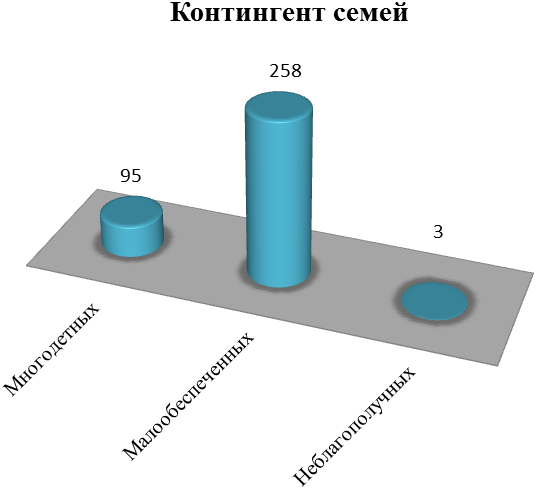 Контингент семей
258
95
3
Многодетных
Малообеспеченных
Неблагополучных